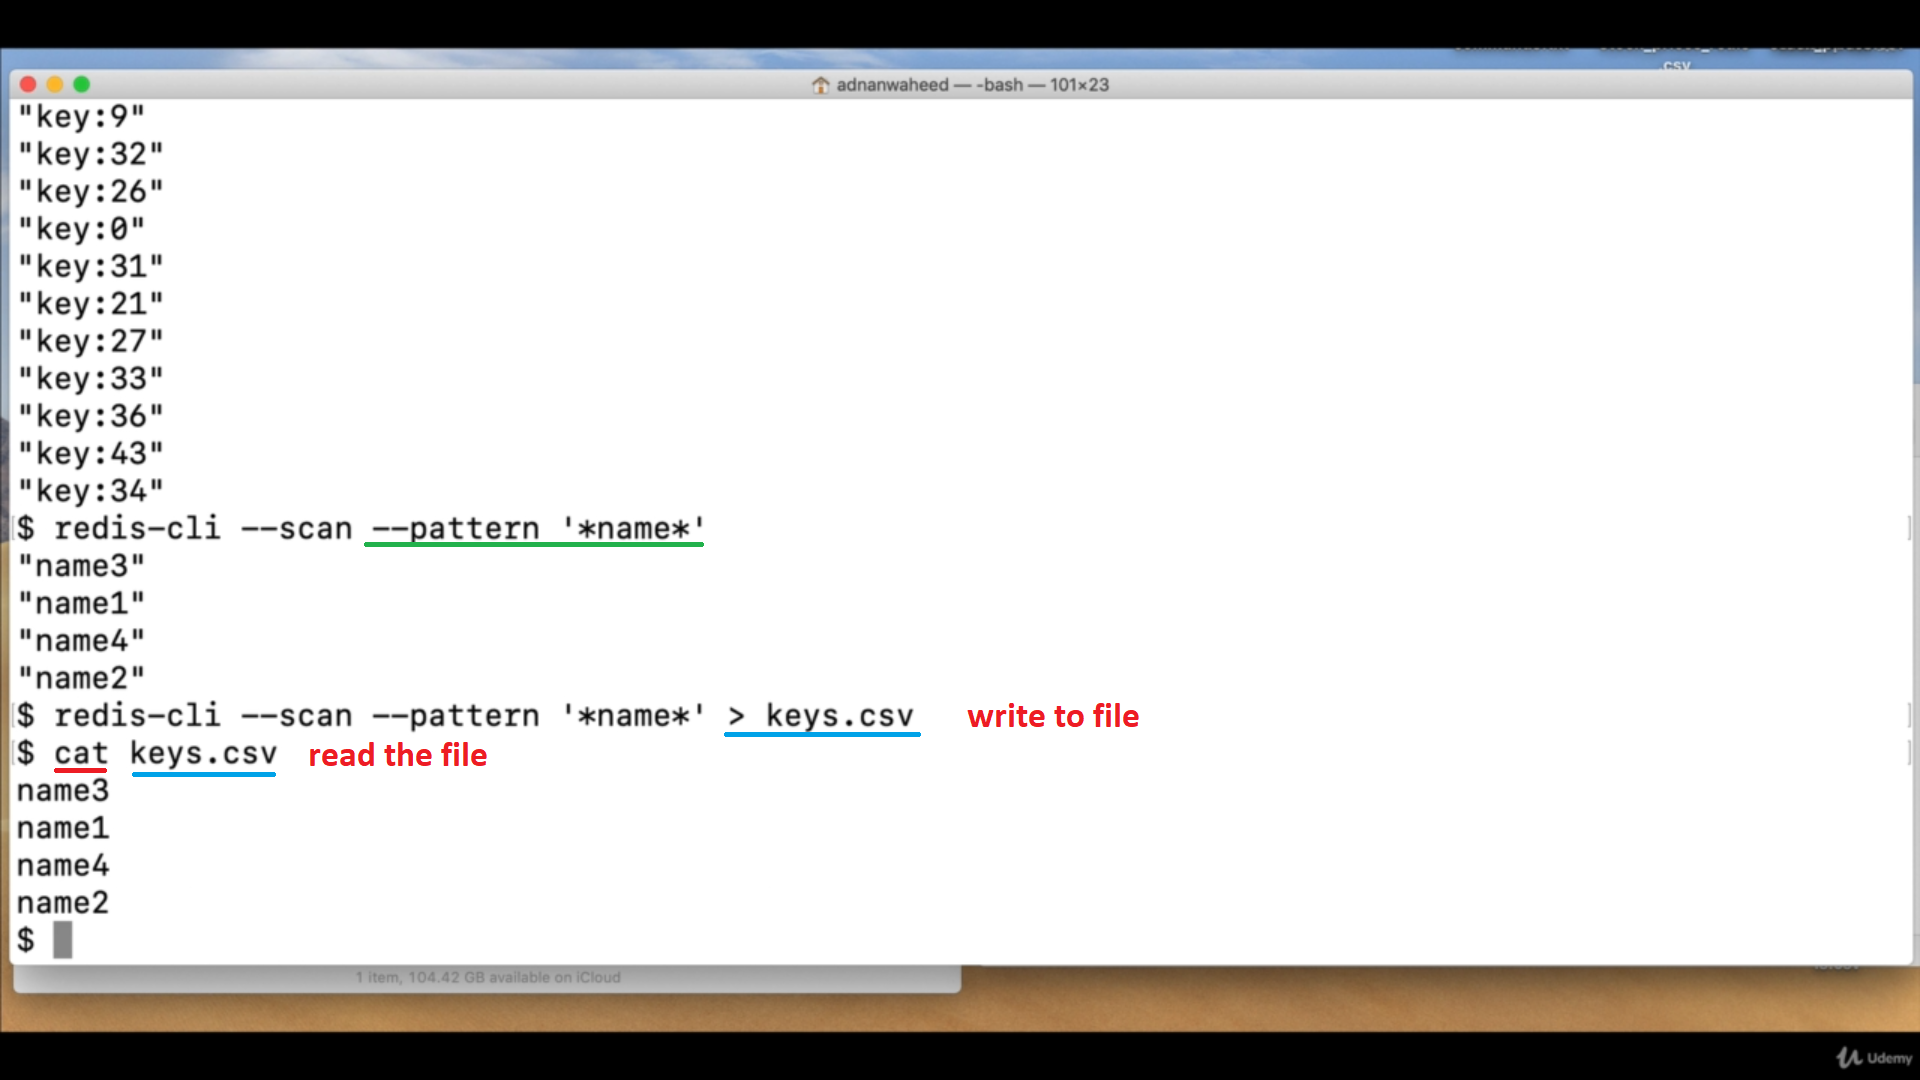 .csv
adnanwaheed — -bash — 101×23
"key:9"
"key:32"
"key:26"
"key:0"
"key:31"
"key:21"
"key:27"
"key:33"
"key:36"
"key:43"
"key:34"
$ redis-cli --scan --pattern '*name*'
"name3"
"name1"
"name4"
"name2"
$ redis-cli --scan --pattern '*name*' > keys.csv write to file
$ cat keys.csv read the file
name3
name1
name4
name2
$
1 item, 104.42 GB available on iCloud
Udemy